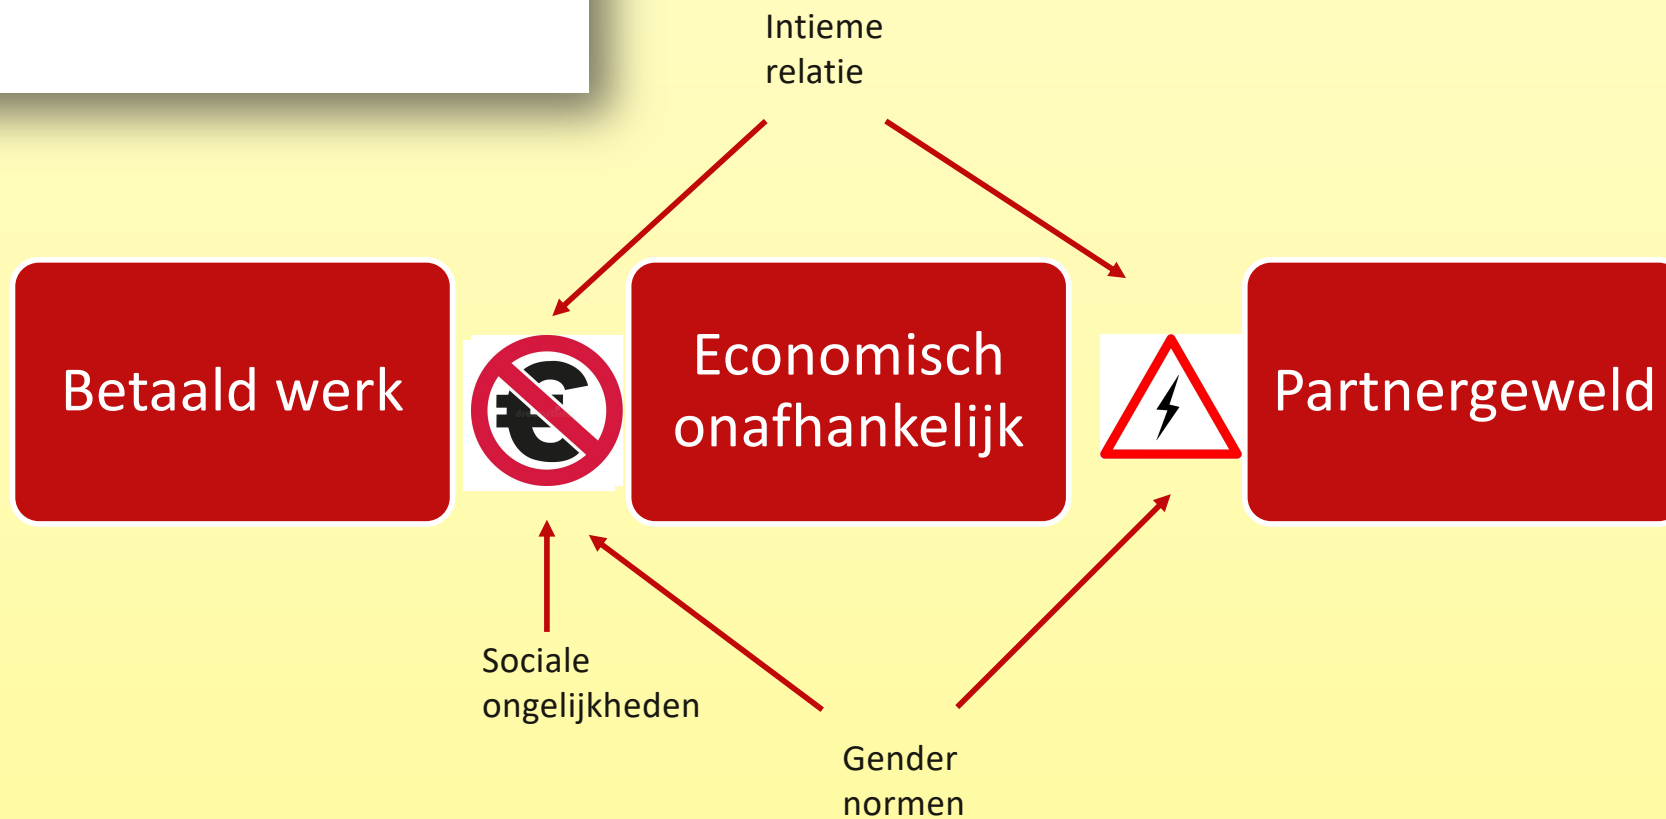 Intieme
relatie
Betaald werk
€
Economisch
onafhankelijk
Partnergeweld
Sociale
ongelijkheden
Gender
normen